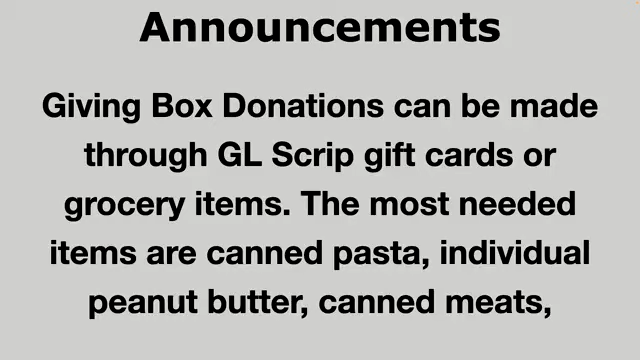 Announcements
Giving Box Donations can be made
through GL Scrip gift cards or
grocery items. The most needed
items are canned pasta, individual
peanut butter, canned meats,